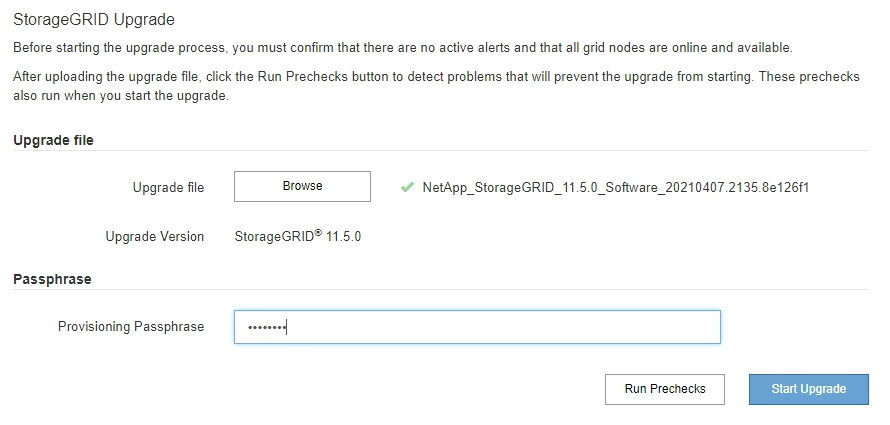 StorageGRID Upgrade
Before starting the upgrade process, you must confirm that there are no active alerts and that all grid nodes are online and available.
After uploading the upgrade file, click the Run Prechecks button to detect problems that will prevent the upgrade from starting. These prechecks
also run when you start the upgrade.
Upgrade file
Upgrade file Browse ✔ NetApp_StorageGRID_11.5.0_Software_20210407.2135.8e126f1
Upgrade Version StorageGRID® 11.5.0
Passphrase
Provisioning Passphrase ••••••••
Run Prechecks Start Upgrade